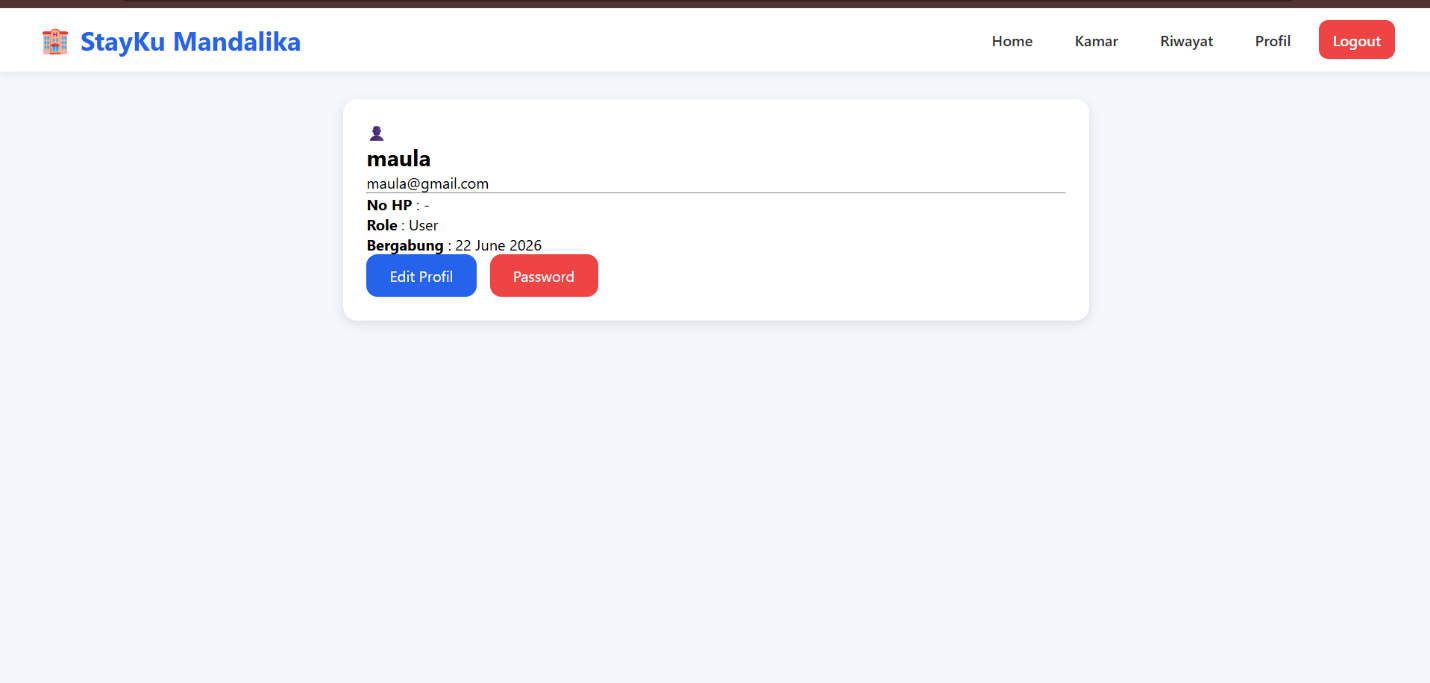 StayKu Mandalika
Home Kamar Riwayat Profil Logout
maula
maula@gmail.com
No HP : -
Role : User
Bergabung : 22 June 2026
Edit Profil Password